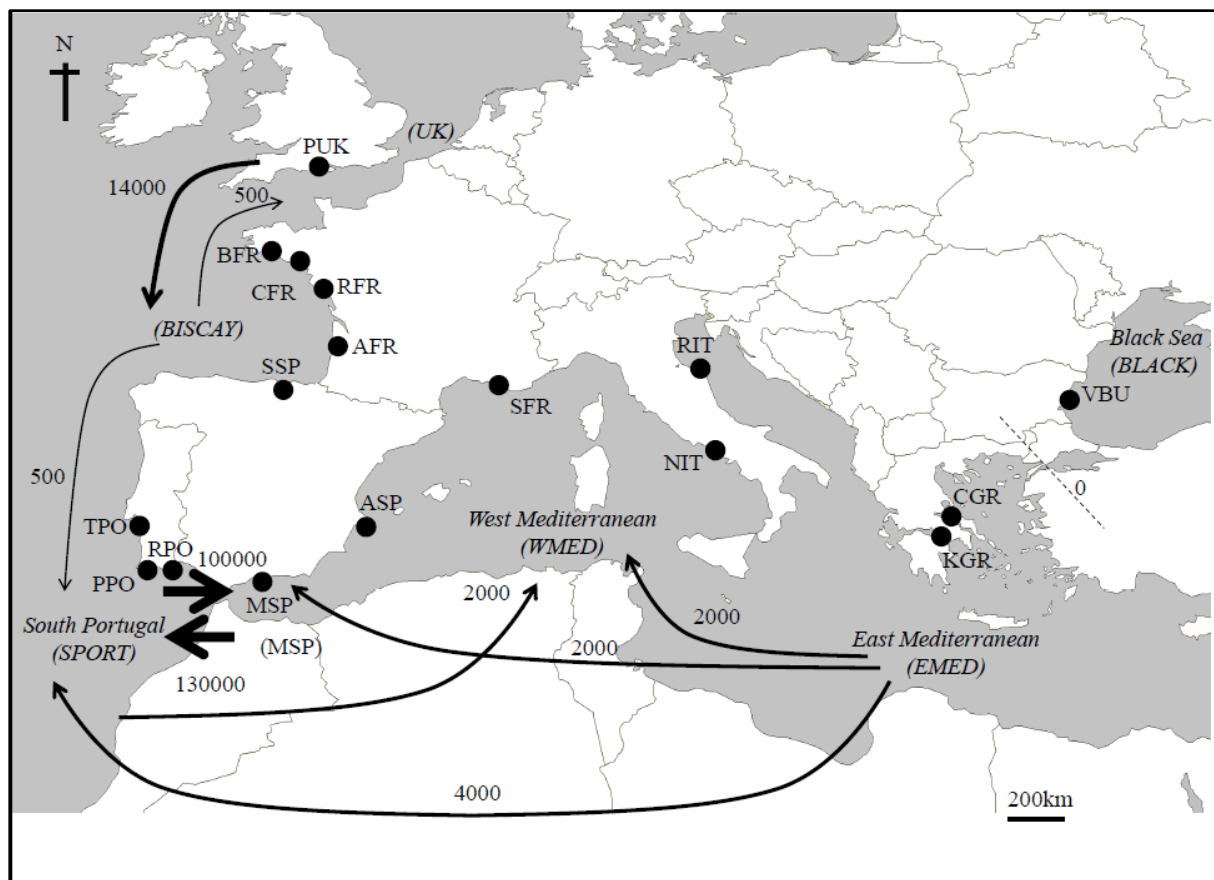 N
(UK)
PUK
14000
500
BFR
CFR
RFR
(BISCAY)
AFR
SSP
SFR
RIT
Black Sea
(BLACK)
VBU
NIT
500
0
ASP
CGR
TPO
West Mediterranean
(WMED)
KGR
RPO
100000
PPO
MSP
2000
2000
South Portugal
(SPORT)
(MSP)
2000
East Mediterranean
(EMED)
130000
4000
200km